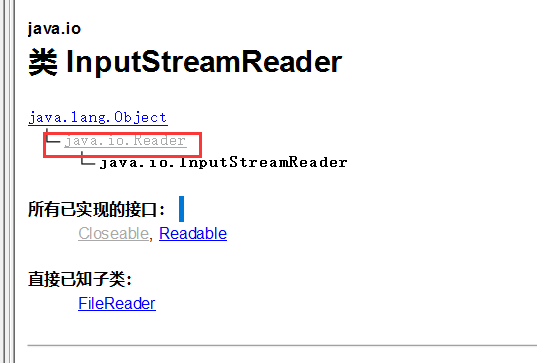 java.io
类 InputStreamReader
java.lang.Object
java.io.Reader
java.io.InputStreamReader
所有已实现的接口：
Closeable, Readable
直接已知子类：
FileReader